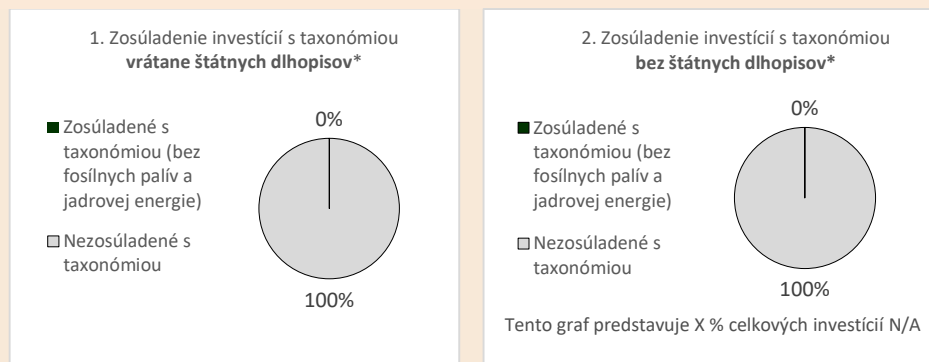 1. Zosúladenie investícií s taxonómiou
vrátane štátnych dlhopisov*
0%
Zosúladené s
taxonómiou (bez
fosílnych palív a
jadrovej energie)
Nezosúladené s
taxonómiou
100%
2. Zosúladenie investícií s taxonómiou
bez štátnych dlhopisov*
0%
Zosúladené s
taxonómiou (bez
fosílnych palív a
jadrovej energie)
Nezosúladené s
taxonómiou
100%
Tento graf predstavuje X % celkových investícií N/A